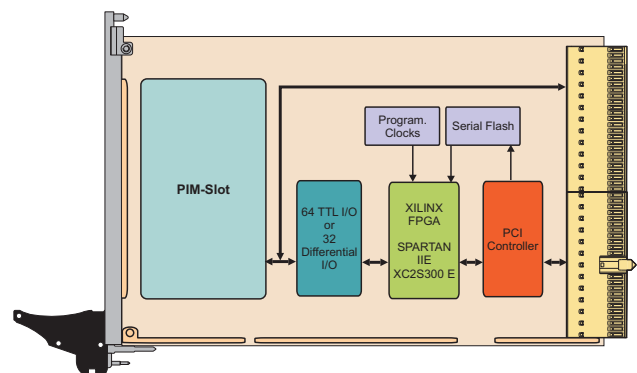 PIM-Slot
Program.
Clocks
Serial Flash
64 TTL I/O
or
32
Differential
I/O
XILINX
FPGA
SPARTAN
IIE
XC2S300 E
PCI
Controller